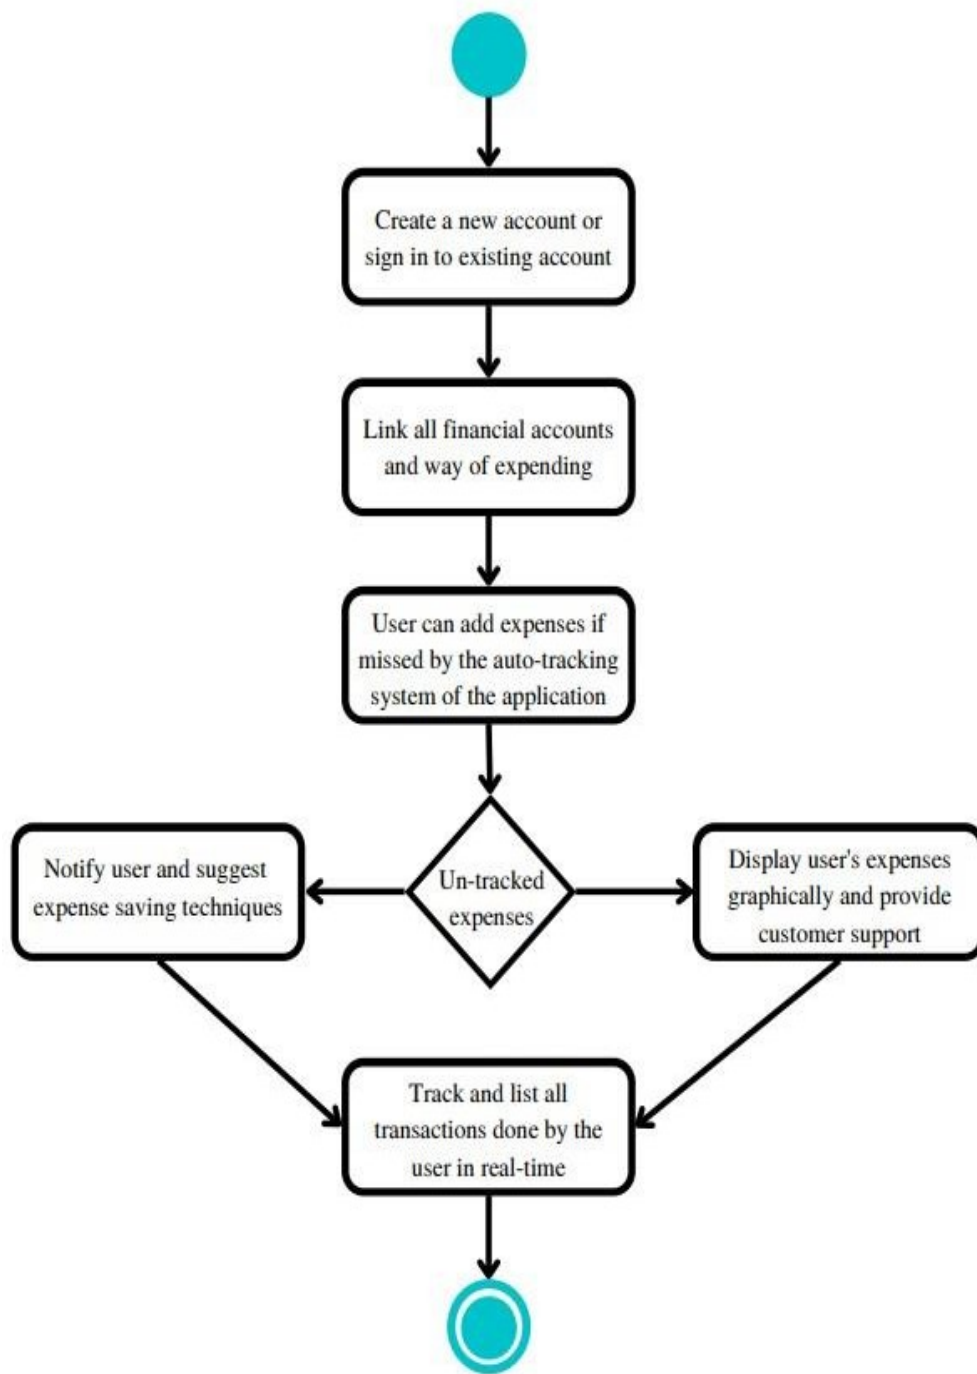 Create a new account or
sign in to existing account
Link all financial accounts
and way of expending
User can add expenses if
missed by the auto-tracking
system of the application
Notify user and suggest
expense saving techniques
Un-tracked
expenses
Display user's expenses
graphically and provide
customer support
Track and list all
transactions done by the
user in real-time